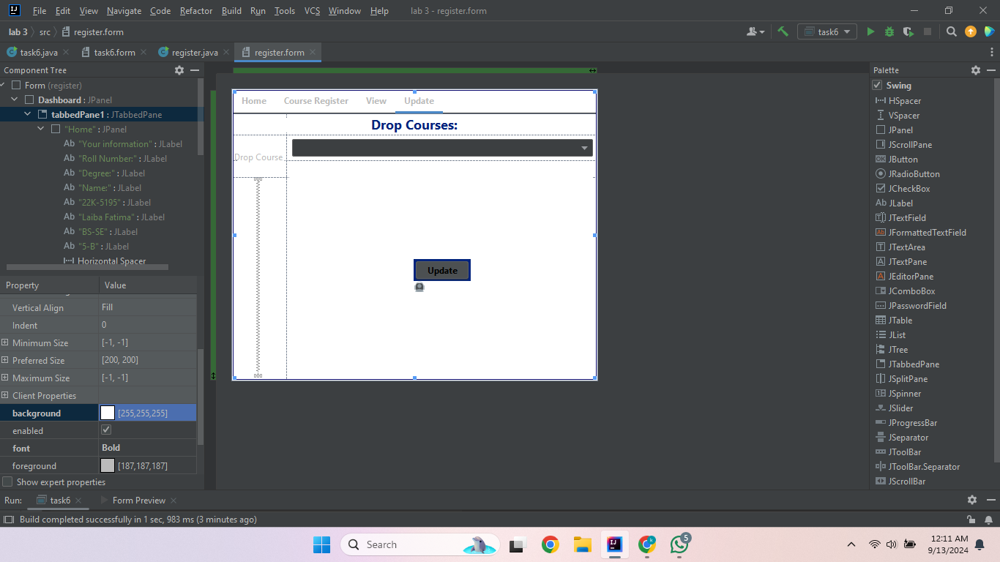 File Edit View Navigate Code Refactor Build Run Tools VCS Window Help lab 3 - register.form
lab 3 src register.form task6
task6.java task6.form register.java register.form
Component Tree
Form (register)
Dashboard : JPanel
tabbedPane1 : JTabbedPane
"Home" : JPanel
Ab "Your information" : JLabel
Ab "Roll Number:" : JLabel
Ab "Degree:" : JLabel
Ab "Name:" : JLabel
Ab "22K-5195" : JLabel
Ab "Laiba Fatima" : JLabel
Ab "BS-SE" : JLabel
Ab "5-B" : JLabel
Horizontal Spacer
Property Value
Vertical Align Fill
Indent 0
Minimum Size [-1, -1]
Preferred Size [200, 200]
Maximum Size [-1, -1]
Client Properties
background [255,255,255]
enabled
font Bold
foreground [187,187,187]
Show expert properties
Home Course Register View Update
Drop Courses:
Drop Course
Update
Palette
Swing
HSpacer
VSpacer
JPanel
JScrollPane
OK JButton
JRadioButton
JCheckBox
Ab JLabel
JTextField
JFormattedTextField
JTextArea
JTextPane
JEditorPane
JComboBox
JPasswordField
JTable
JList
JTree
JTabbedPane
JSplitPane
JSpinner
JSlider
JProgressBar
JSeparator
JToolBar
JToolBar.Separator
JScrollBar
Run: task6 Form Preview
Build completed successfully in 1 sec, 983 ms (3 minutes ago)
Search
5
12:11 AM
9/13/2024